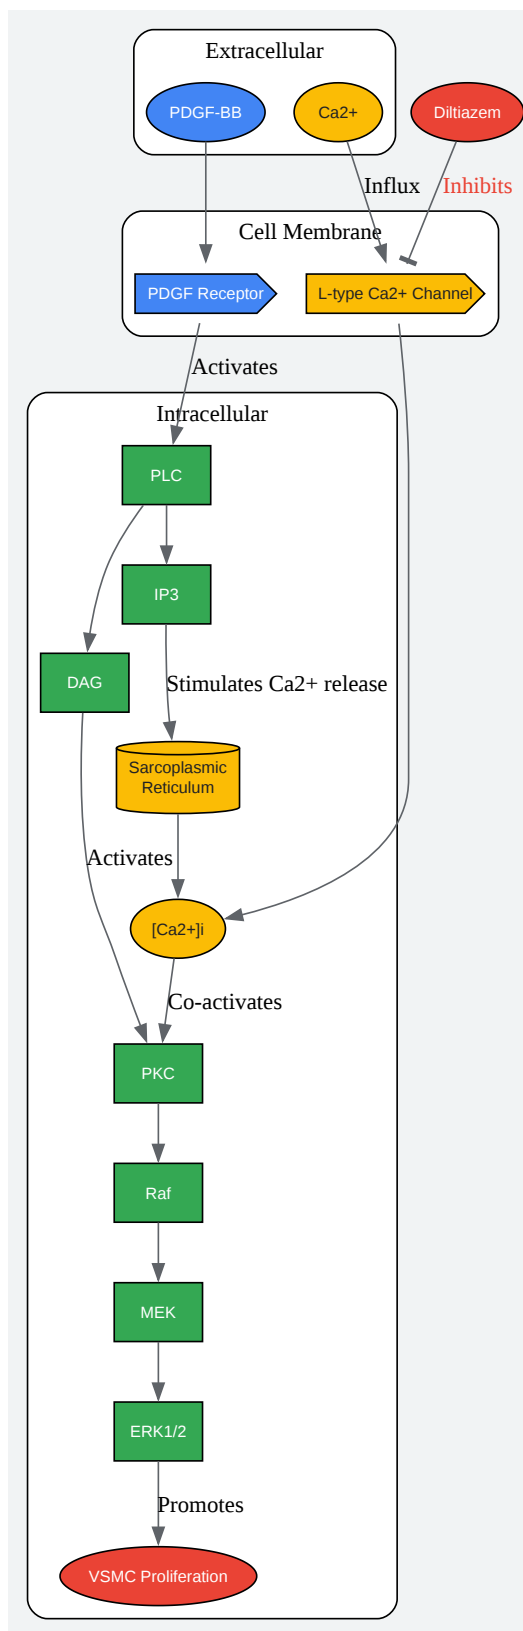 Extracellular
PDGF-BB
Ca2+
Diltiazem
Influx
Inhibits
Cell Membrane
PDGF Receptor
L-type Ca2+ Channel
Activates
Intracellular
PLC
IP3
DAG
Stimulates Ca2+ release
Sarcoplasmic
Reticulum
Activates
[Ca2+]i
Co-activates
PKC
Raf
MEK
ERK1/2
Promotes
VSMC Proliferation